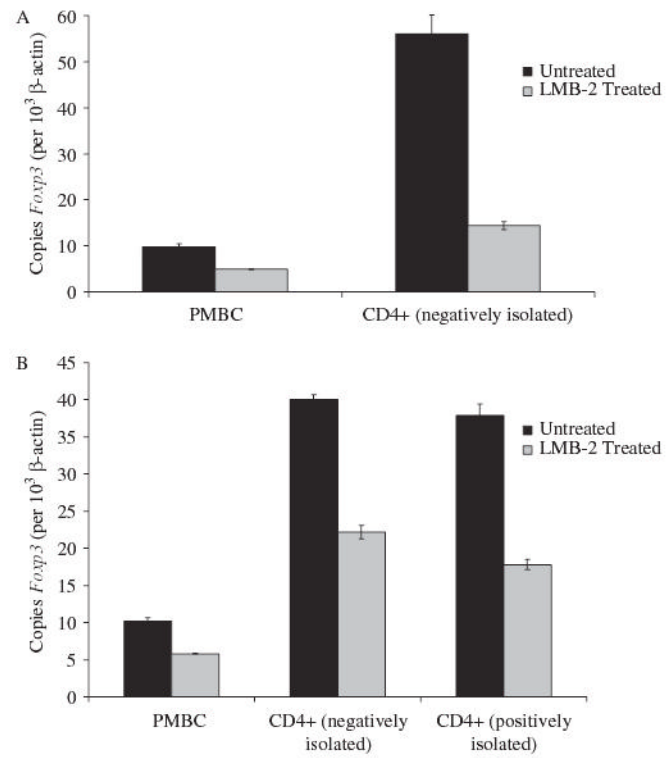 A
60
50
40
30
20
10
0
Copies Foxp3 (per 10³ β-actin)
Untreated
LMB-2 Treated
PMBC
CD4+ (negatively isolated)
B
45
40
35
30
25
20
15
10
5
0
Copies Foxp3 (per 10³ β-actin)
Untreated
LMB-2 Treated
PMBC
CD4+ (negatively
isolated)
CD4+ (positively
isolated)